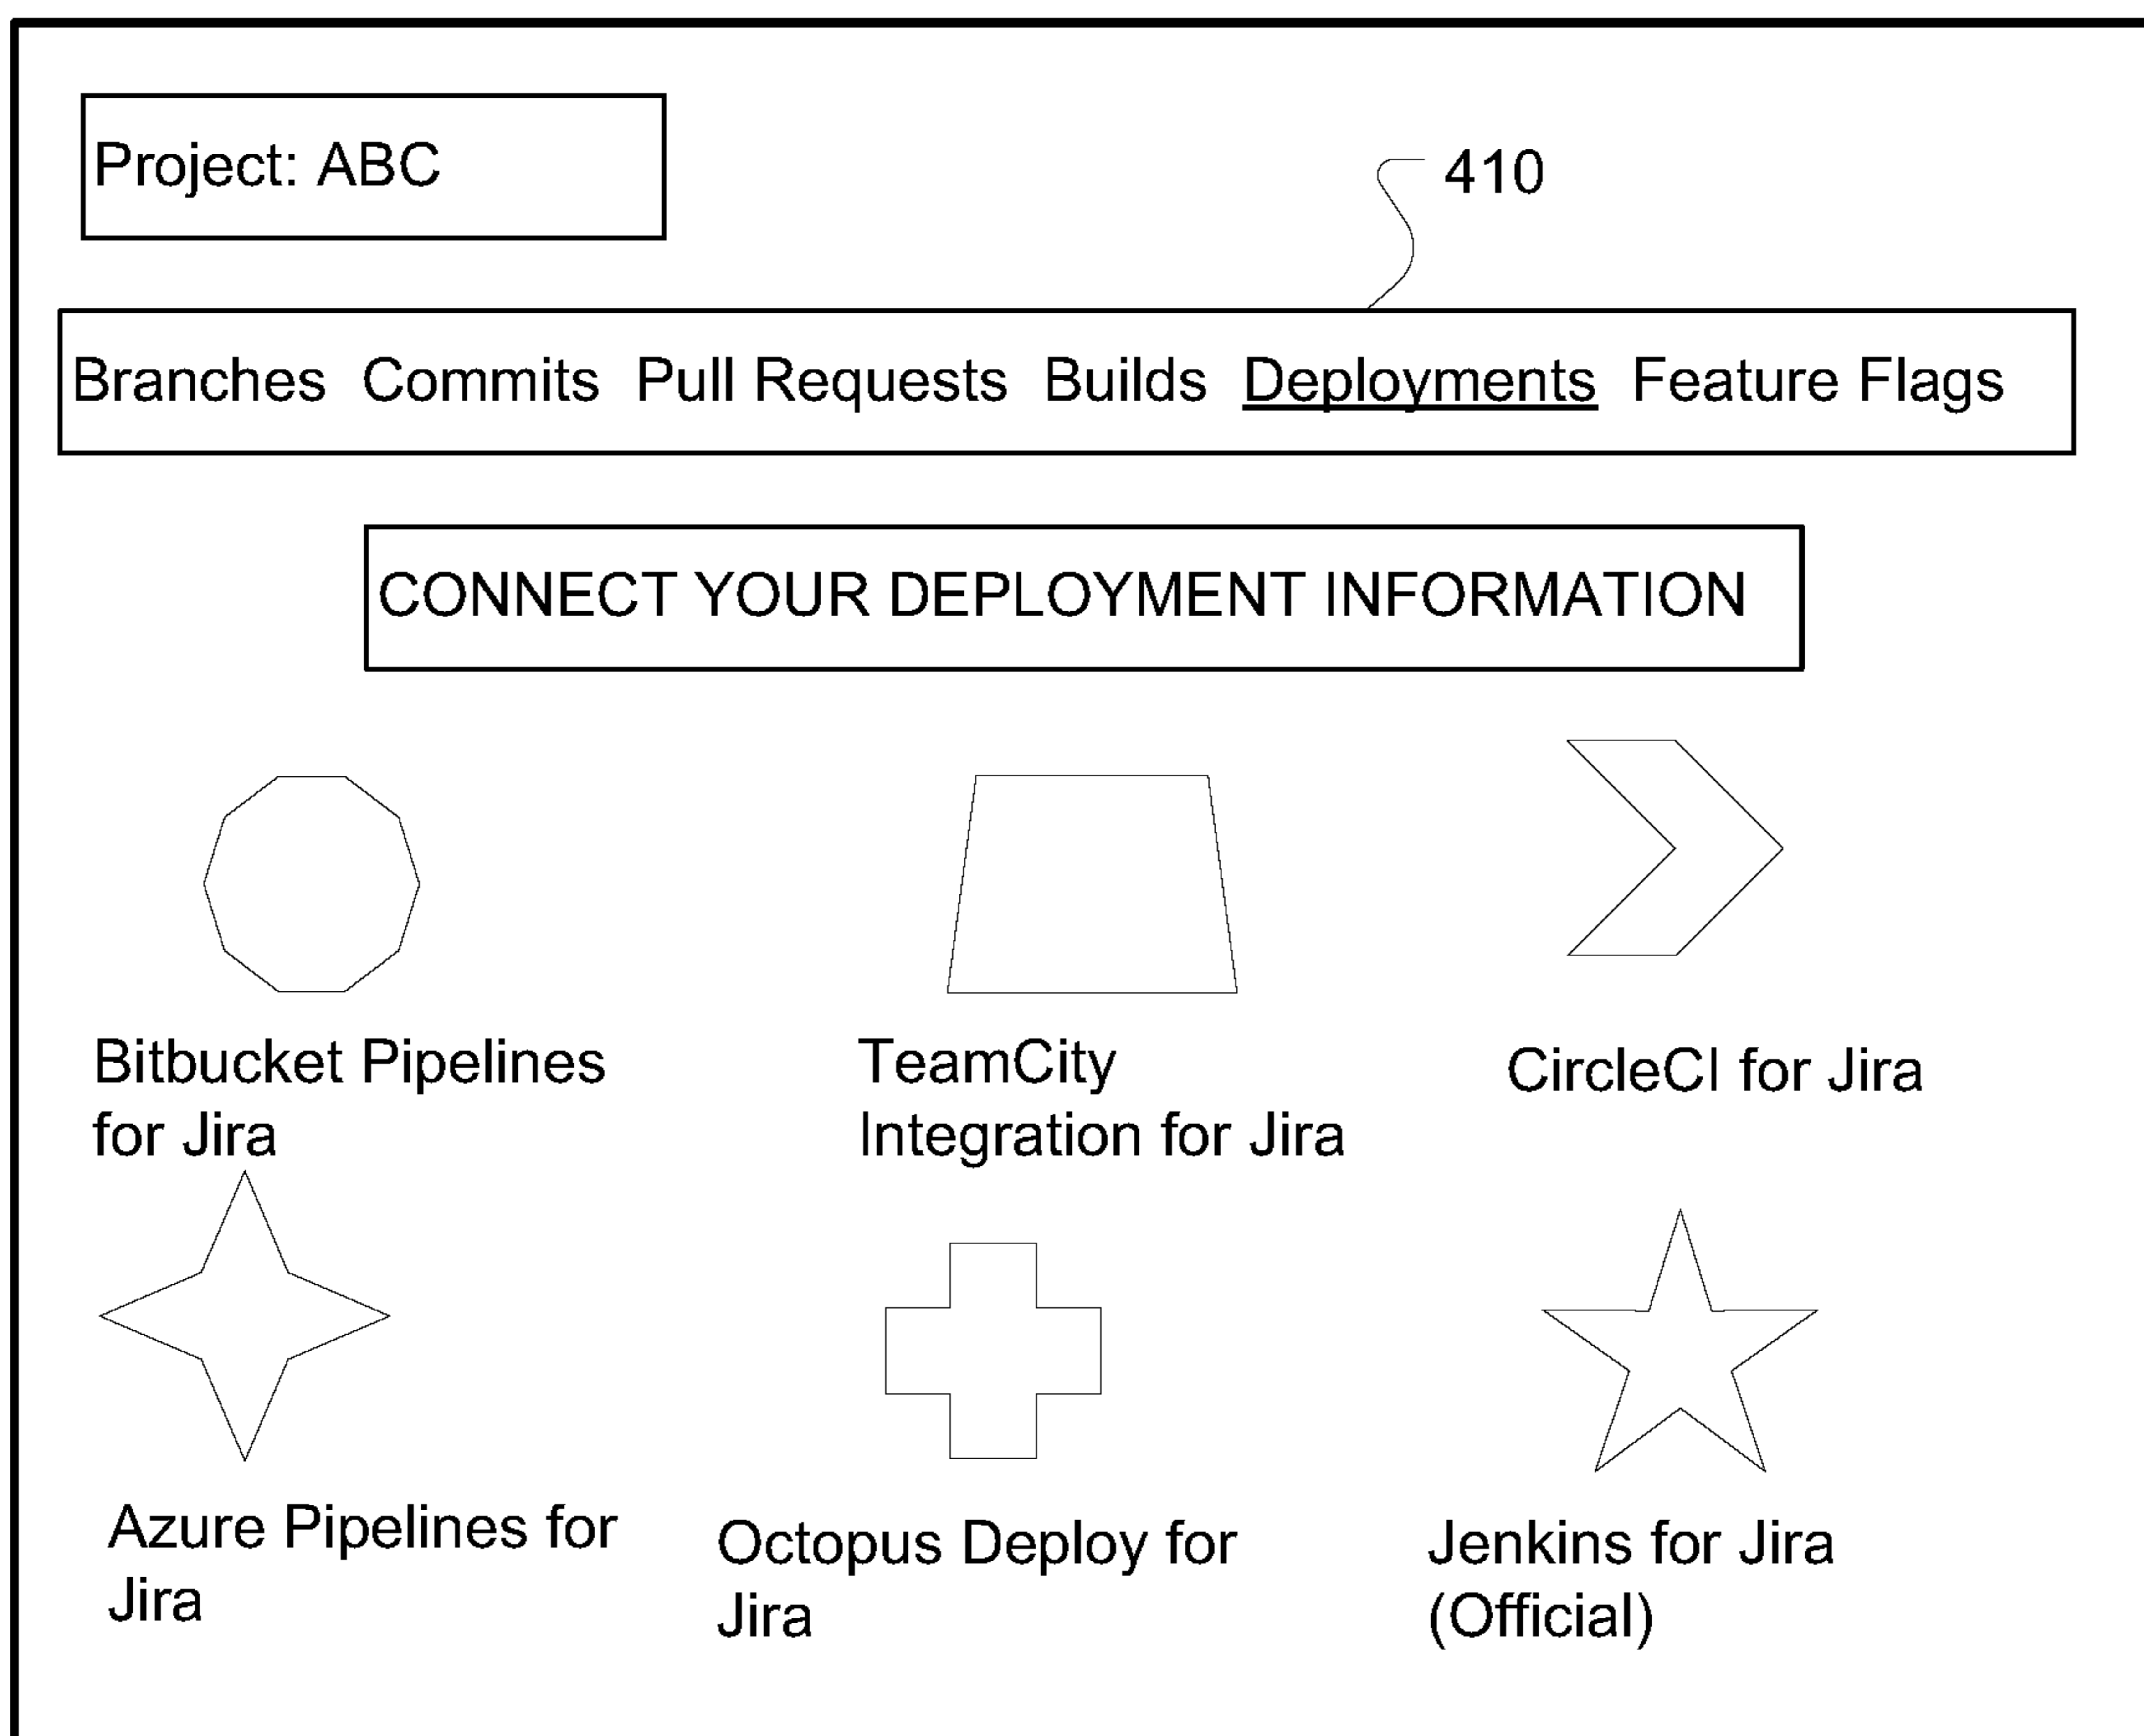 Project: ABC
410
Branches Commits Pull Requests Builds Deployments Feature Flags
CONNECT YOUR DEPLOYMENT INFORMATION
Bitbucket Pipelines
for Jira
TeamCity
Integration for Jira
CircleCI for Jira
Azure Pipelines for
Jira
Octopus Deploy for
Jira
Jenkins for Jira
(Official)